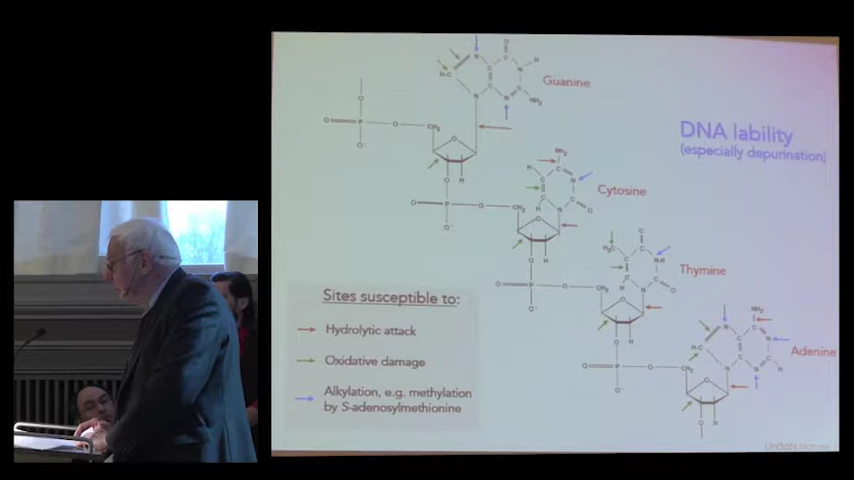 Guanine
DNA lability
(especially depurination)
Cytosine
Thymine
Sites susceptible to:
Hydrolytic attack
Oxidative damage
Alkylation, e.g. methylation
by S-adenosylmethionine
Adenine